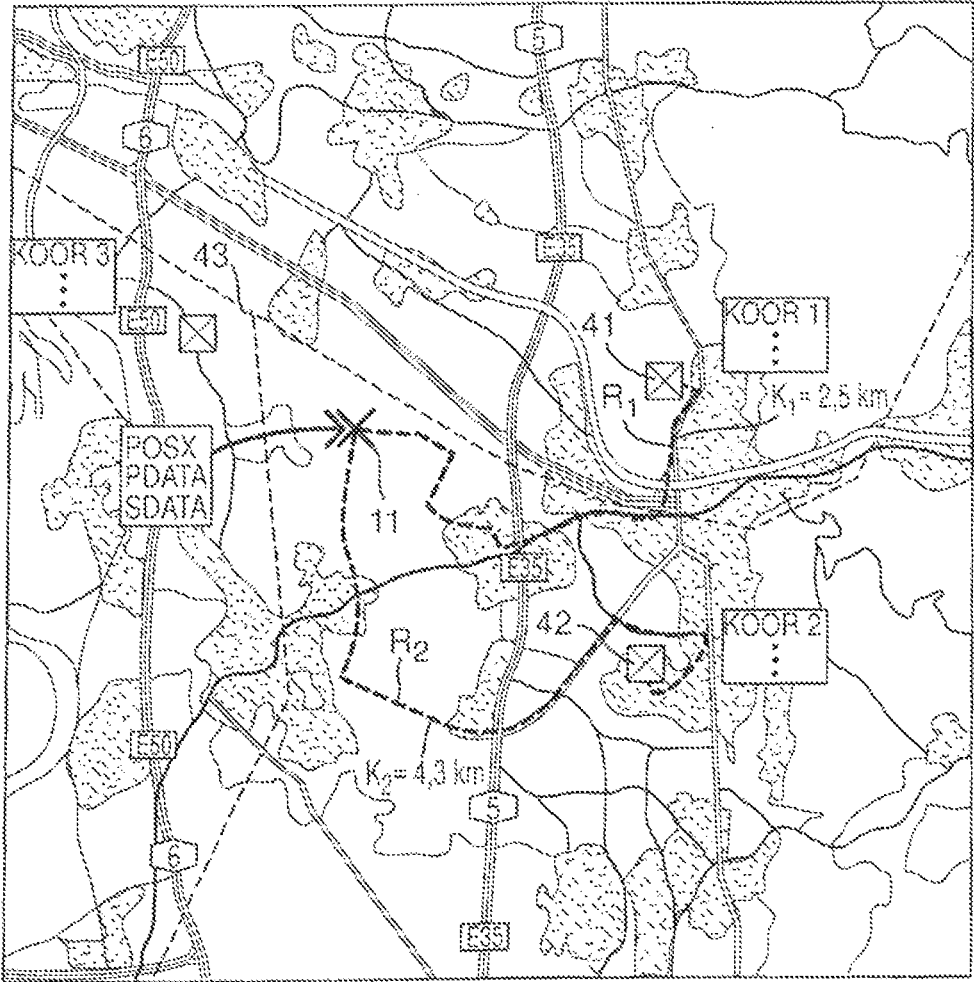 E50
5
6
E35
KOOR 3
43
E50
41
KOOR 1
R1
K1 = 2,5 km
POSX
PDATA
SDATA
11
E35
42
KOOR 2
R2
E50
K2 = 4,3 km
5
6
E35